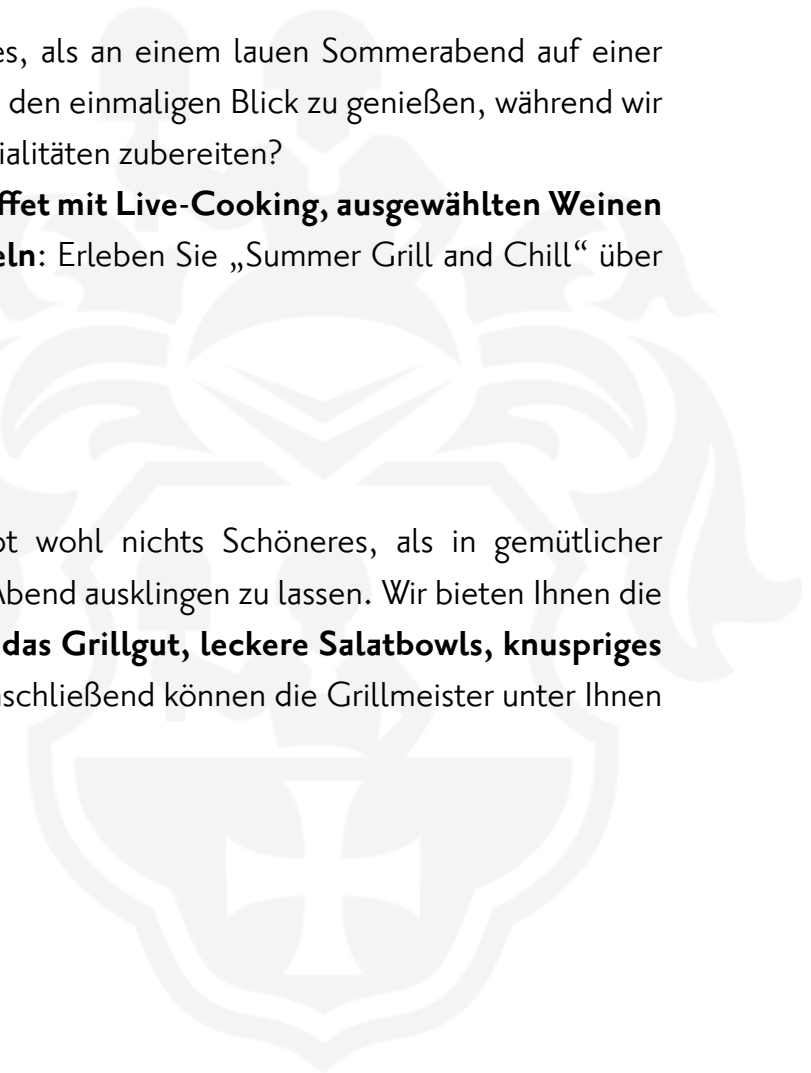 es, als an einem lauen Sommerabend auf einer
den einmaligen Blick zu genießen, während wir
ialitäten zubereiten?
ffet mit Live-Cooking, ausgewählten Weinen
eln: Erleben Sie „Summer Grill and Chill“ über
bt wohl nichts Schöneres, als in gemütlicher
Abend ausklingen zu lassen. Wir bieten Ihnen die
das Grillgut, leckere Salatbowls, knuspriges
nschließend können die Grillmeister unter Ihnen